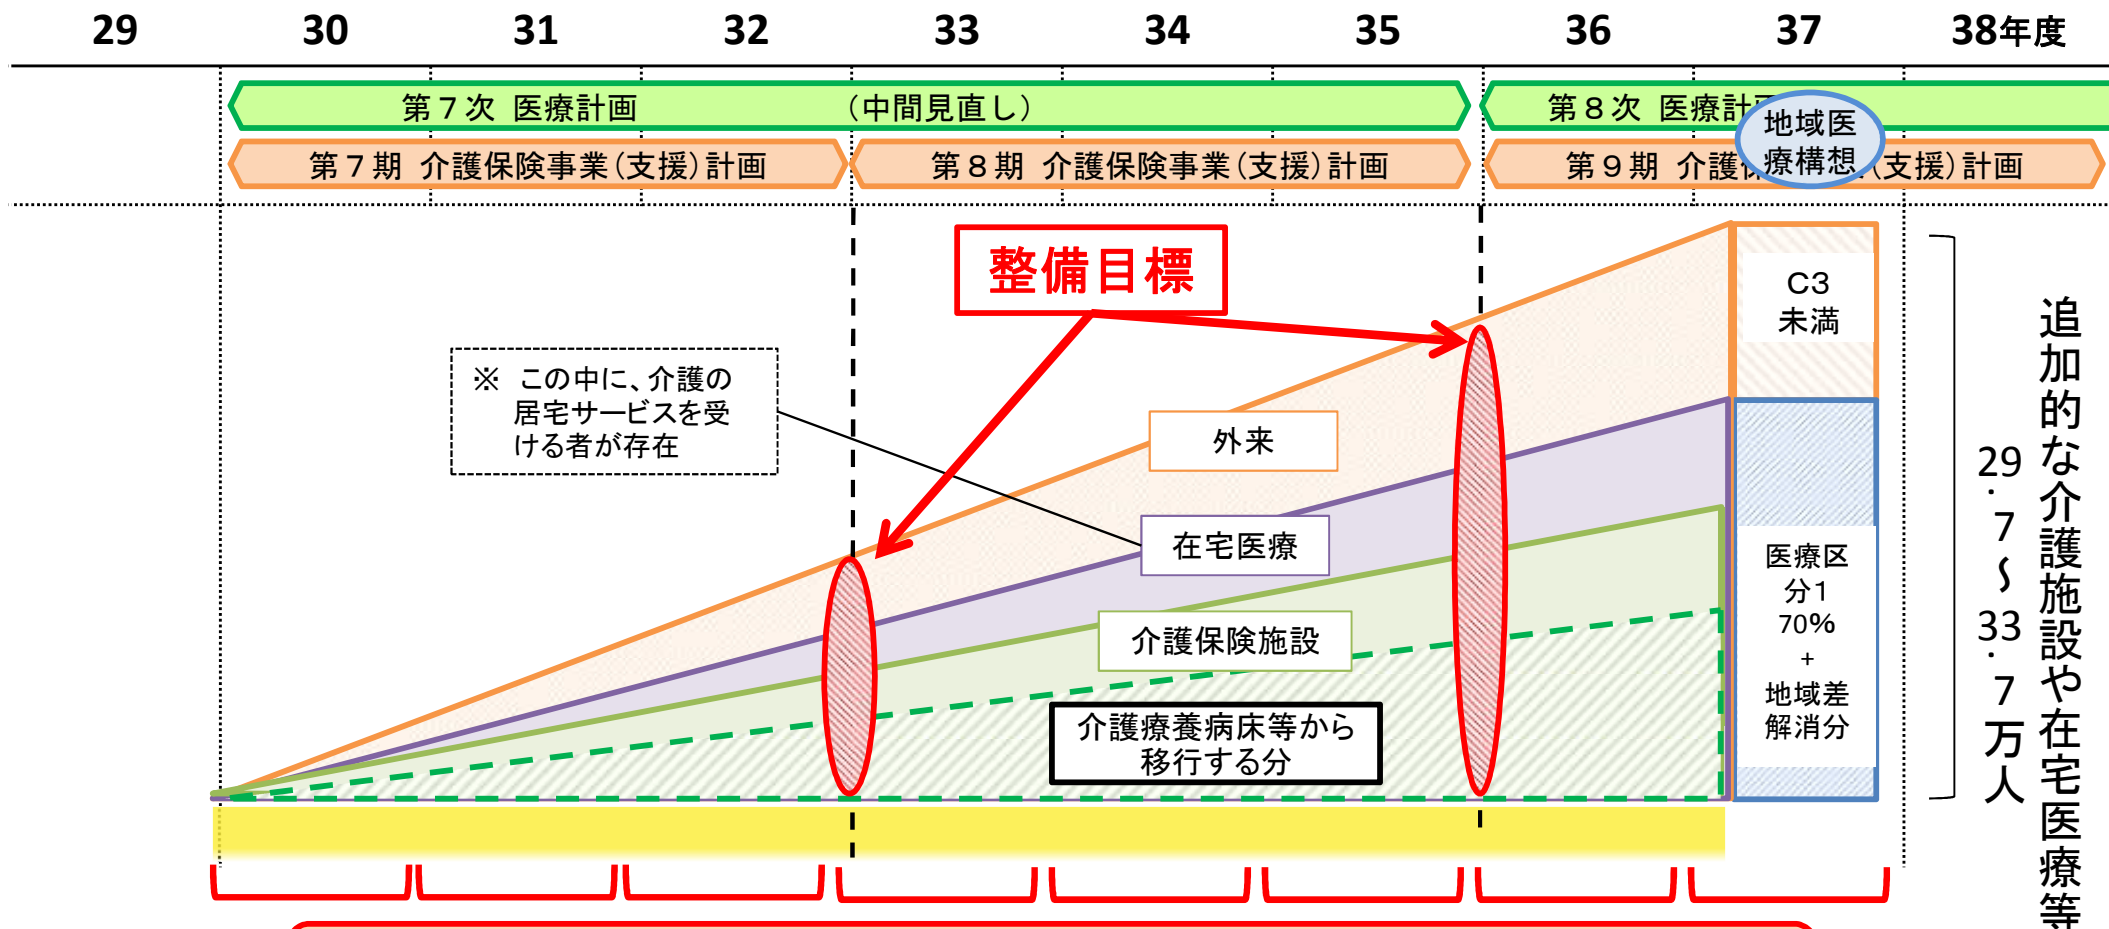 29 30 31 32 33 34 35 36 37 38年度
第７次 医療計画 （中間見直し）
第８次 医療計画
地域医
療構想
第７期 介護保険事業（支援）計画
第８期 介護保険事業（支援）計画
第９期 介護保 （支援）計画
整備目標
C3
未満
※ この中に、介護の
居宅サービスを受
ける者が存在
外来
在宅医療
介護保険施設
介護療養病床等から
移行する分
医療区
分１
70%
+
地域差
解消分
追加的な介護施設や在宅医療等
29.7～33.7万人